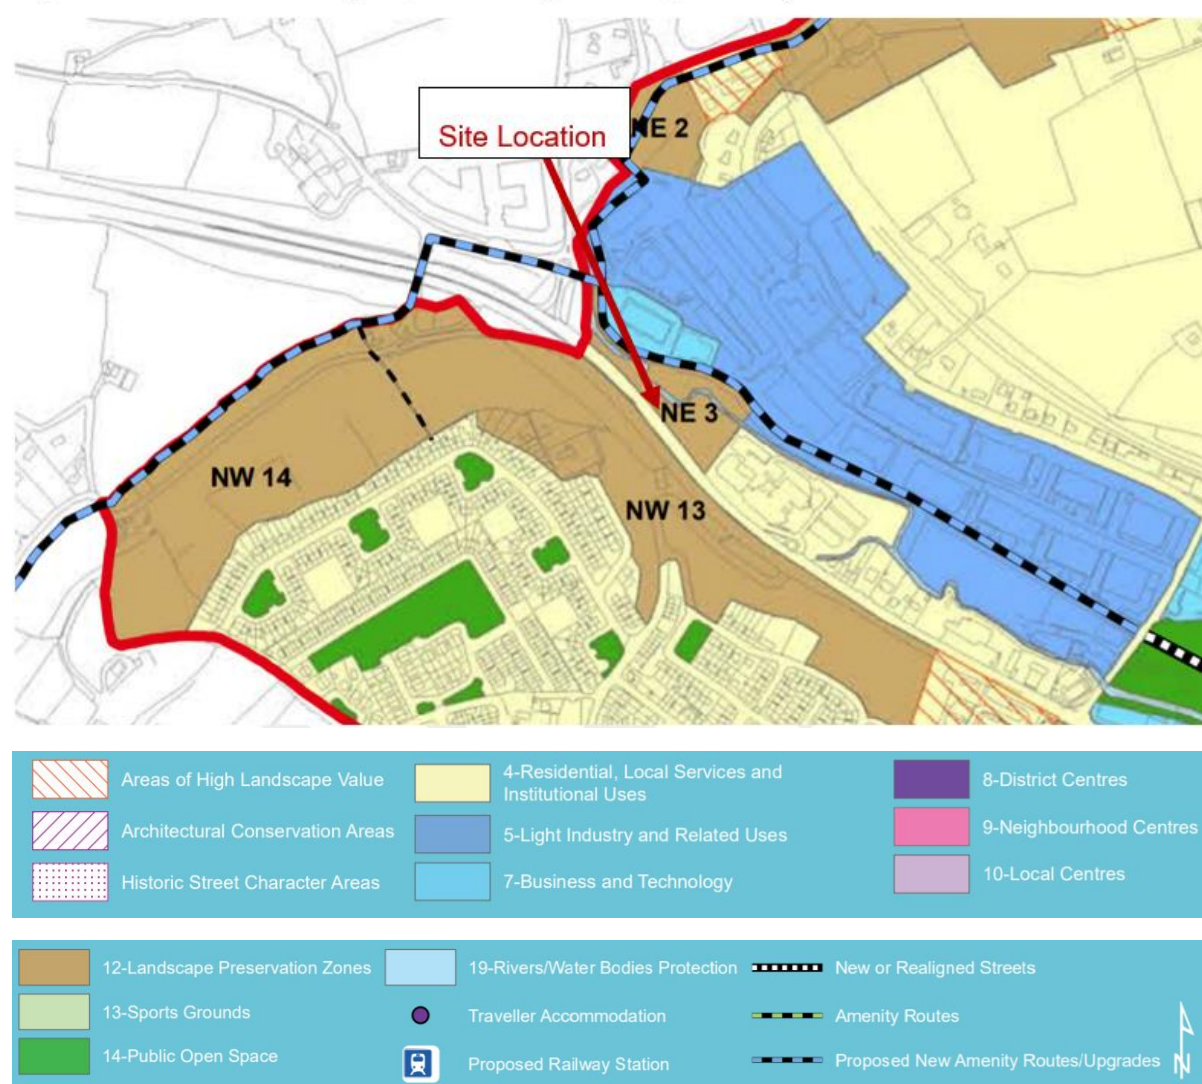 NE 2
Site Location
NE 3
NW 14
NW 13
Areas of High Landscape Value
Architectural Conservation Areas
Historic Street Character Areas
4-Residential, Local Services and
Institutional Uses
5-Light Industry and Related Uses
7-Business and Technology
8-District Centres
9-Neighbourhood Centres
10-Local Centres
12-Landscape Preservation Zones
13-Sports Grounds
14-Public Open Space
19-Rivers/Water Bodies Protection
Traveller Accommodation
Proposed Railway Station
New or Realigned Streets
Amenity Routes
Proposed New Amenity Routes/Upgrades
N